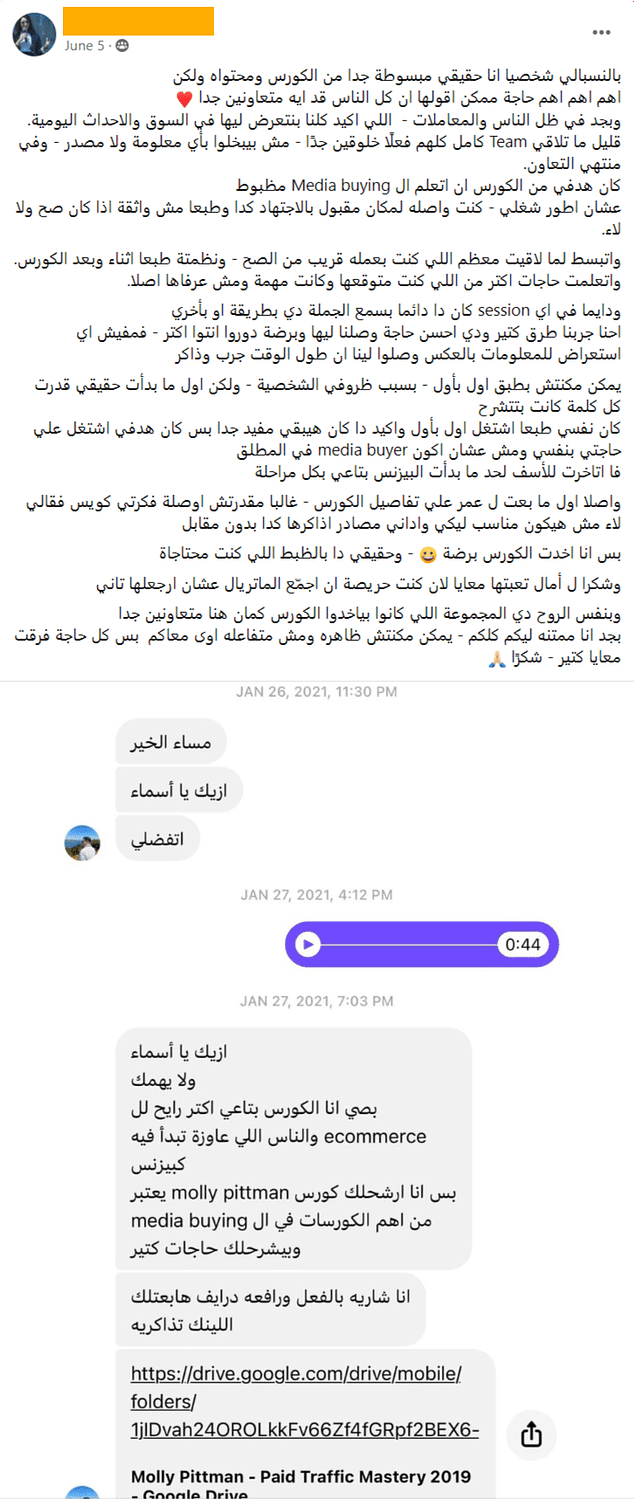 June 5 ·
بالنسبالي شخصيا انا حقيقي مبسوطة جدا من الكورس ومحتواه ولكن
اهم اهم اهم حاجة ممكن اقولها ان كل الناس قد ايه متعاونين جدا ❤️
وبجد في ظل الناس والمعاملات - اللي اكيد كلنا بنتعرض ليها في السوق والاحداث اليومية.
قليل ما تلاقي Team كامل كلهم فعلًا خلوقين جدًا - مش بيبخلوا بأي معلومة ولا مصدر - وفي
منتهي التعاون.
كان هدفي من الكورس ان اتعلم ال Media buying مظبوط
عشان اطور شغلي - كنت واصله لمكان مقبول بالاجتهاد كدا وطبعا مش واثقة اذا كان صح ولا
لاء.
واتبسط لما لاقيت معظم اللي كنت بعمله قريب من الصح - ونظمتة طبعا اثناء وبعد الكورس.
واتعلمت حاجات اكتر من اللي كنت متوقعها وكانت مهمة ومش عرفاها اصلا.
ودايما في اي session كان دا دائما بسمع الجملة دي بطريقة او بأخري
احنا جربنا طرق كتير ودي احسن حاجة وصلنا ليها وبرضة دوروا انتوا اكتر - فمفيش اي
استعراض للمعلومات بالعكس وصلوا لينا ان طول الوقت جرب وذاكر
يمكن مكنتش بطبق اول بأول - بسبب ظروفي الشخصية - ولكن اول ما بدأت حقيقي قدرت
كل كلمة كانت بتتشرح
كان نفسي طبعا اشتغل اول بأول واكيد دا كان هيبقي مفيد جدا بس كان هدفي اشتغل علي
حاجتي بنفسي ومش عشان اكون media buyer في المطلق
فا اتاخرت للأسف لحد ما بدأت البيزنس بتاعي بكل مراحلة
واصلا اول ما بعت ل عمر علي تفاصيل الكورس - غالبا مقدرتش اوصلة فكرتي كويس فقالي
لاء مش هيكون مناسب ليكي واداني مصادر اذاكرها كدا بدون مقابل
بس انا اخدت الكورس برضة 😀 - وحقيقي دا بالظبط اللي كنت محتاجاة
وشكرا ل أمال تعبتها معايا لان كنت حريصة ان اجمّع الماتريال عشان ارجعلها تاني
وبنفس الروح دي المجموعة اللي كانوا بياخدوا الكورس كمان هنا متعاونين جدا
بجد انا ممتنه ليكم كلكم - يمكن مكنتش ظاهره ومش متفاعله اوى معاكم بس كل حاجة فرقت
معايا كتير - شكرًا 🙏
JAN 26, 2021, 11:30 PM
مساء الخير
ازيك يا أسماء
اتفضلي
JAN 27, 2021, 4:12 PM
0:44
JAN 27, 2021, 7:03 PM
ازيك يا أسماء
ولا يهمك
بصي انا الكورس بتاعي اكتر رايح لل
ecommerce والناس اللي عاوزة تبدأ فيه
كبيزنس
بس انا ارشحلك كورس molly pittman يعتبر
من اهم الكورسات في ال media buying
وبيشرحلك حاجات كتير
انا شاريه بالفعل ورافعه درايف هابعتلك
اللينك تذاكريه
https://drive.google.com/drive/mobile/
folders/
1jIDvah24OROLkkFv66Zf4fGRpf2BEX6-
Molly Pittman - Paid Traffic Mastery 2019
- Google Drive